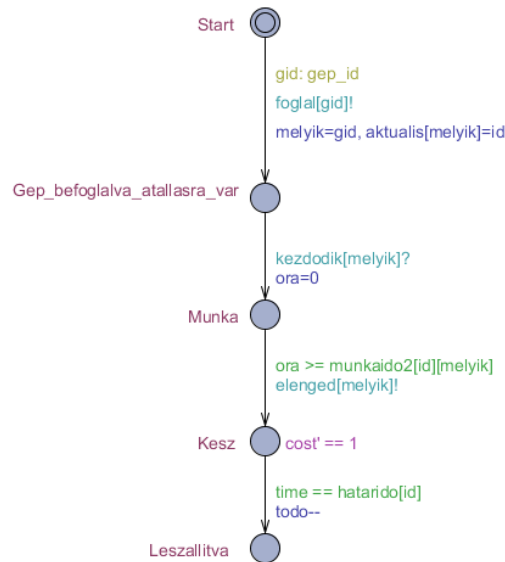 Start
gid: gep_id
foglal[gid]!
melyik=gid, aktualis[melyik]=id
Gep_befoglalva_atallasra_var
kezdodik[melyik]?
ora=0
Munka
ora >= munkaido2[id][melyik]
elenged[melyik]!
Kesz
cost' == 1
time == hatarido[id]
todo--
Leszallitva